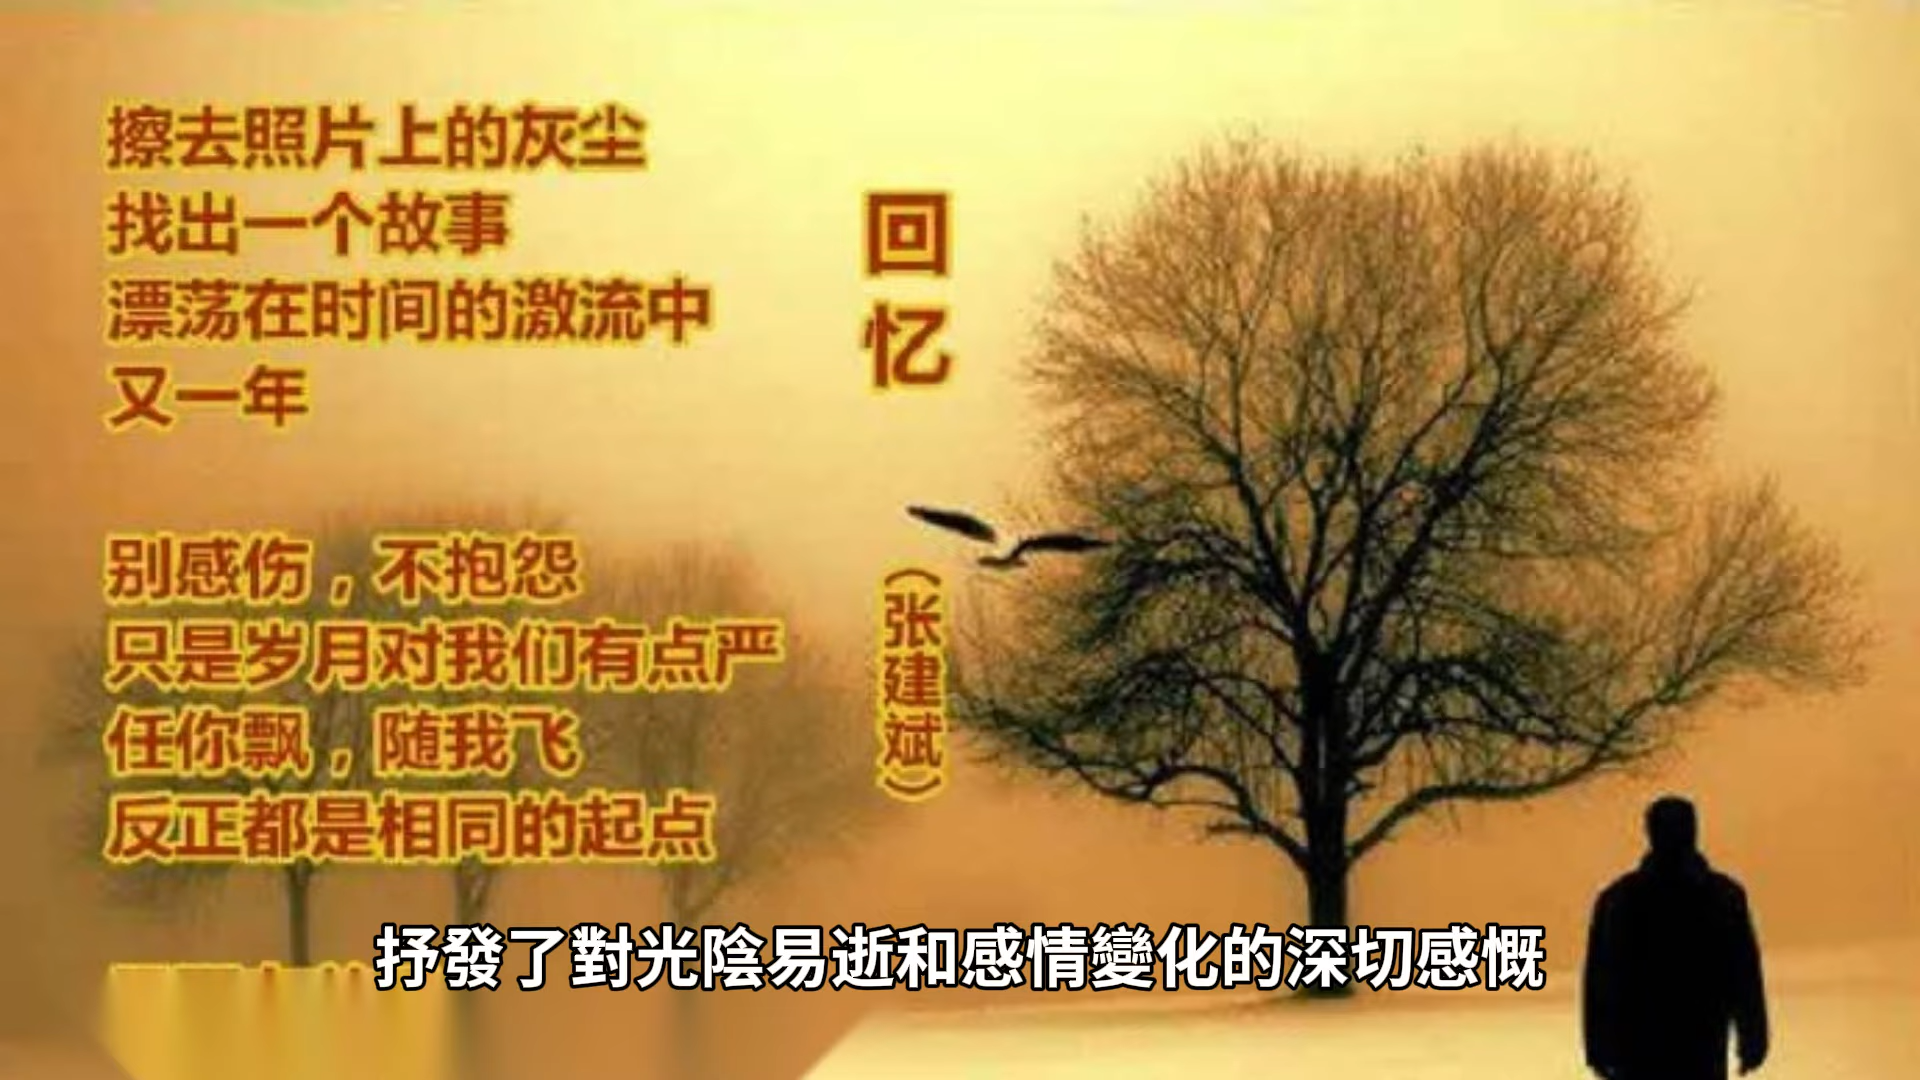 擦去照片上的灰尘
找出一个故事
漂荡在时间的激流中
又一年
别感伤，不抱怨
只是岁月对我们有点严
任你飘，随我飞
反正都是相同的起点
回忆
（张建斌）
抒發了對光陰易逝和感情變化的深切感慨